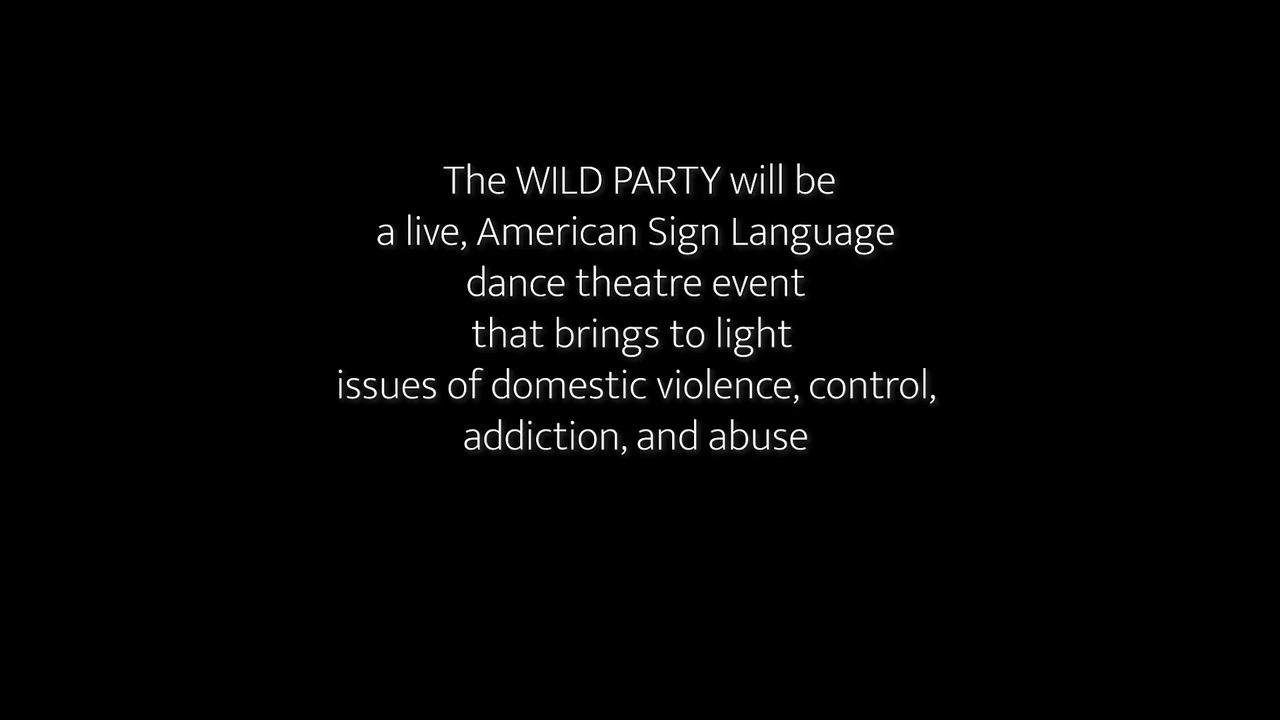 The WILD PARTY will be
a live, American Sign Language
dance theatre event
that brings to light
issues of domestic violence, control,
addiction, and abuse